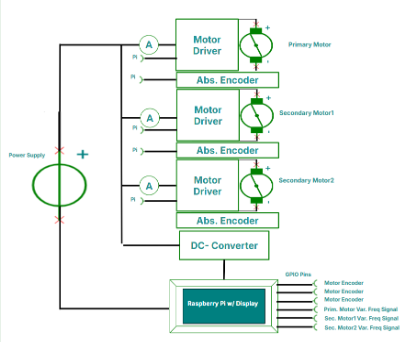 Motor
Driver
A
Pi
+
-
Primary Motor
Pi
Abs. Encoder
Motor
Driver
A
Pi
+
-
Secondary Motor1
Pi
Abs. Encoder
Power Supply
+
Motor
Driver
A
Pi
+
-
Secondary Motor2
Abs. Encoder
DC- Converter
GPIO Pins
Raspberry Pi w/ Display
Motor Encoder
Motor Encoder
Motor Encoder
Prim. Motor Var. Freq Signal
Sec. Motor1 Var. Freq Signal
Sec. Motor2 Var. Freq Signal